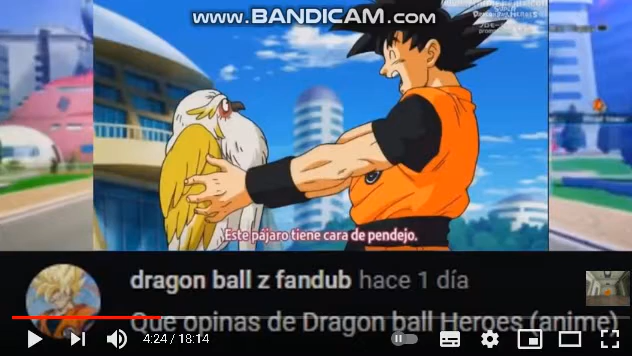 www.BANDICAM.com
Este pájaro tiene cara de pendejo.
dragon ball z fandub hace 1 día
Que opinas de Dragon ball Heroes (anime)
4:24 / 18:14